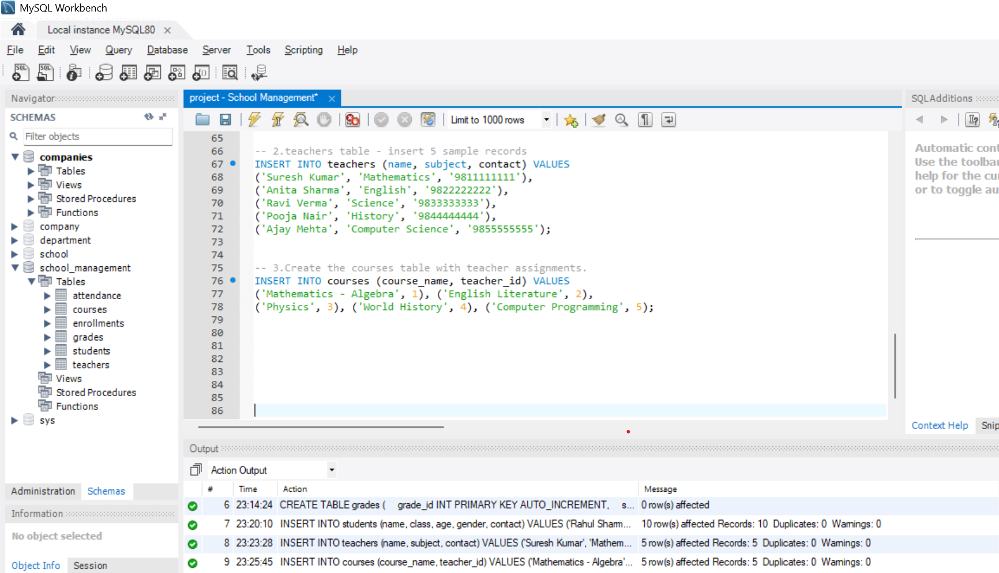 MySQL Workbench
Local instance MySQL80
File Edit View Query Database Server Tools Scripting Help
Navigator
SCHEMAS
Filter objects
companies
Tables
Views
Stored Procedures
Functions
company
department
school
school_management
Tables
attendance
courses
enrollments
grades
students
teachers
Views
Stored Procedures
Functions
sys
Administration Schemas
Information
No object selected
Object Info Session
project - School Management*
Limit to 1000 rows
65
66 -- 2.teachers table - insert 5 sample records
67 INSERT INTO teachers (name, subject, contact) VALUES
68 ('Suresh Kumar', 'Mathematics', '9811111111'),
69 ('Anita Sharma', 'English', '9822222222'),
70 ('Ravi Verma', 'Science', '9833333333'),
71 ('Pooja Nair', 'History', '9844444444'),
72 ('Ajay Mehta', 'Computer Science', '9855555555');
73
74
75 -- 3.Create the courses table with teacher assignments.
76 INSERT INTO courses (course_name, teacher_id) VALUES
77 ('Mathematics - Algebra', 1), ('English Literature', 2),
78 ('Physics', 3), ('World History', 4), ('Computer Programming', 5);
79
80
81
82
83
84
85
86
SQLAdditions
Automatic cont
Use the toolbar
help for the cur
or to toggle au
Context Help Snip
Output
Action Output
# Time Action Message
6 23:14:24 CREATE TABLE grades ( grade_id INT PRIMARY KEY AUTO_INCREMENT, s... 0 row(s) affected
7 23:20:10 INSERT INTO students (name, class, age, gender, contact) VALUES ('Rahul Sharm... 10 row(s) affected Records: 10 Duplicates: 0 Warnings: 0
8 23:23:28 INSERT INTO teachers (name, subject, contact) VALUES ('Suresh Kumar', 'Mathem... 5 row(s) affected Records: 5 Duplicates: 0 Warnings: 0
9 23:25:45 INSERT INTO courses (course_name, teacher_id) VALUES ('Mathematics - Algebra'... 5 row(s) affected Records: 5 Duplicates: 0 Warnings: 0